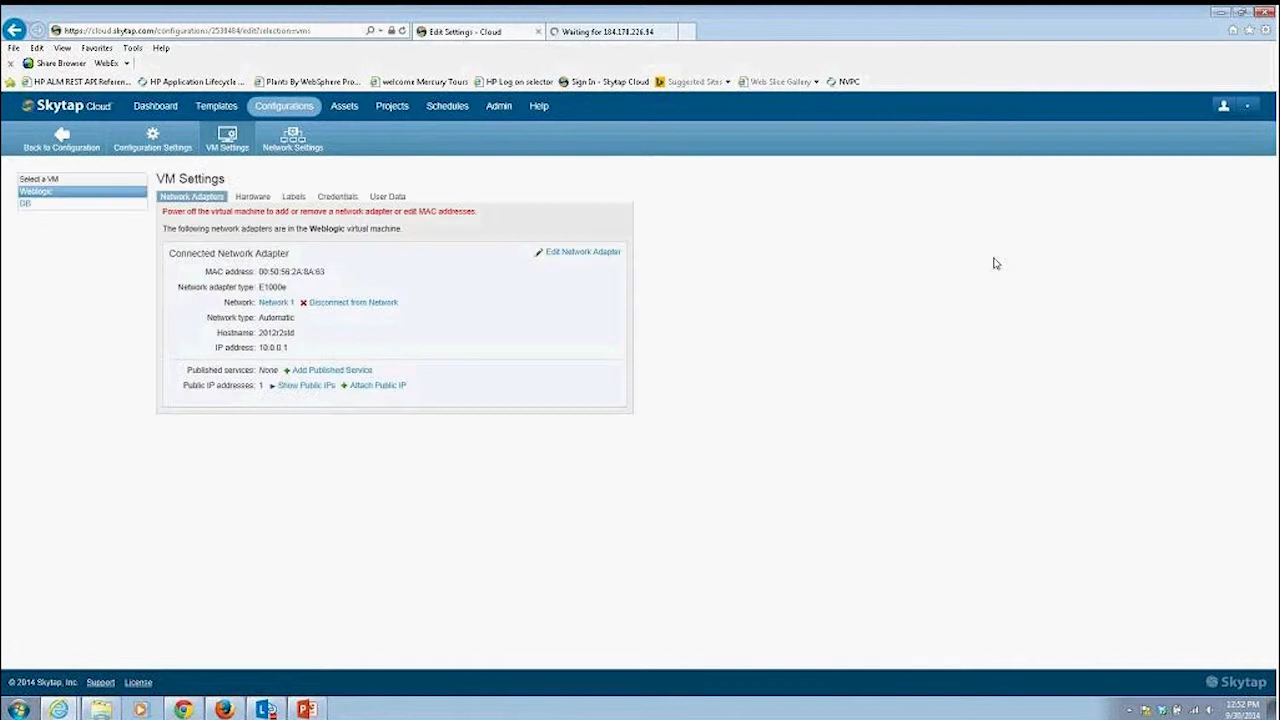 https://cloud.skytap.com/configurations/2538484/edit?selection=vms
Edit Settings - Cloud
Waiting for 184.170.226.94
File Edit View Favorites Tools Help
x Share Browser WebEx
HP ALM REST API Referen... HP Application Lifecycle ... Plants By WebSphere Pro... welcome Mercury Tours HP Log on selector Sign In - Skytap Cloud Suggested Sites Web Slice Gallery NVPC
Skytap Cloud Dashboard Templates Configurations Assets Projects Schedules Admin Help
Back to Configuration Configuration Settings VM Settings Network Settings
Select a VM
Weblogic
DB
VM Settings
Network Adapters Hardware Labels Credentials User Data
Power off the virtual machine to add or remove a network adapter or edit MAC addresses.
The following network adapters are in the Weblogic virtual machine.
Connected Network Adapter Edit Network Adapter
MAC address: 00:50:56:2A:8A:63
Network adapter type: E1000e
Network: Network 1 Disconnect from Network
Network type: Automatic
Hostname: 2012r2std
IP address: 10.0.0.1
Published services: None Add Published Service
Public IP addresses: 1 Show Public IPs Attach Public IP
© 2014 Skytap, Inc. Support License
Skytap
12:52 PM
9/30/2014